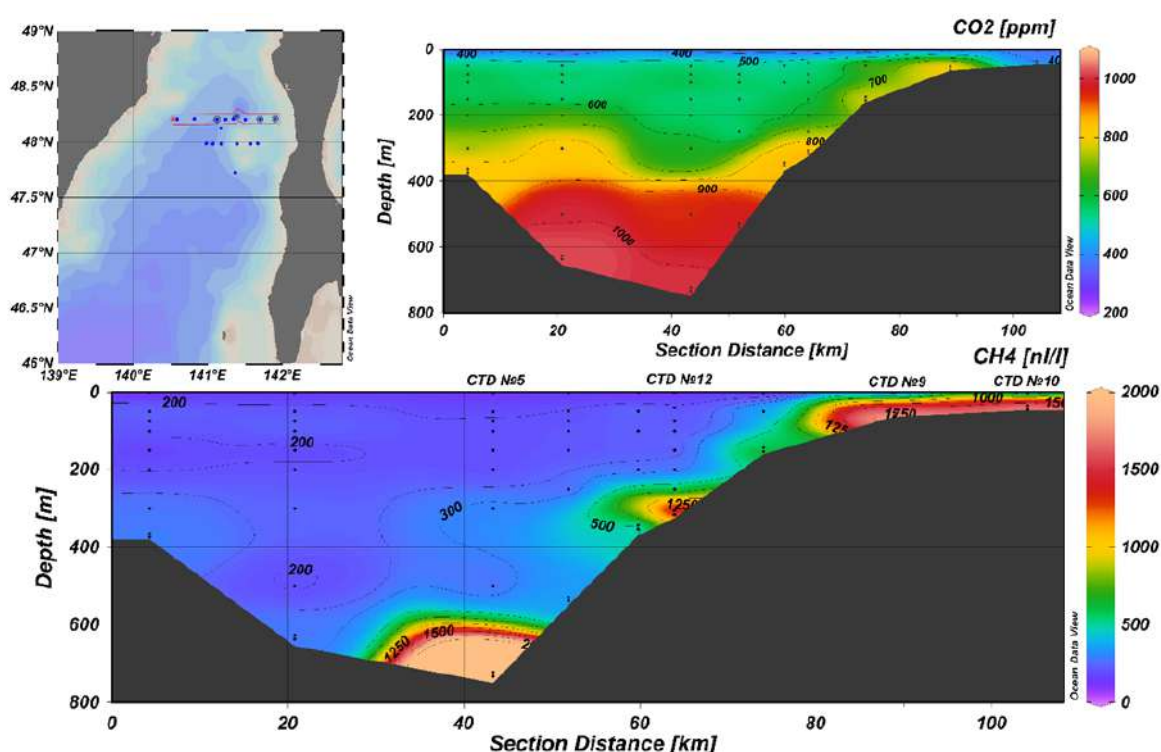 49°N
48.5°N
48°N
47.5°N
47°N
46.5°N
46°N
139°E 140°E 141°E 142°E
Ocean Data View
CO2 [ppm]
0
200
400
600
800
Depth [m]
400
400
500
600
700
800
900
1000
40
0 20 40 60 80 100
Section Distance [km]
1000
800
600
400
200
Ocean Data View
CH4 [nl/l]
CTD №5 CTD №12 CTD №9 CTD №10
0
200
400
600
800
Depth [m]
200
200
200
300
500
1250
1250
1500
1000
1750
0 20 40 60 80 100
Section Distance [km]
2000
1500
1000
500
0
Ocean Data View